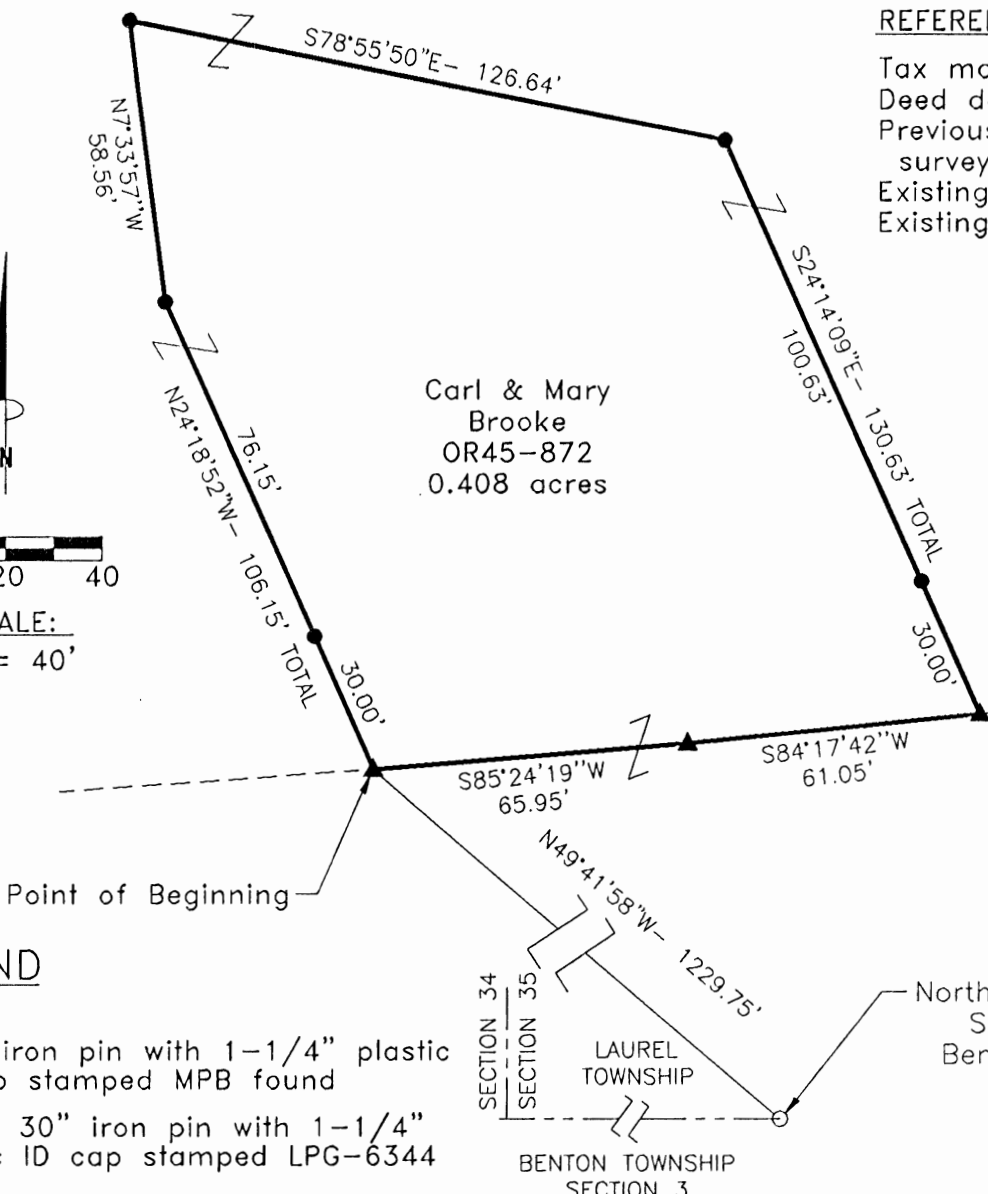 REFEREN
Tax ma
Deed de
Previous
survey
Existing
Existing
S78°55'50"E- 126.64'
N7°33'57"W
58.56'
S24°14'09"E- 130.63' TOTAL
100.63'
30.00'
N
Carl & Mary
Brooke
OR45-872
0.408 acres
76.15'
N24°18'52"W- 106.15' TOTAL
30.00'
20 40
ALE:
= 40'
S85°24'19"W
65.95'
S84°17'42"W
61.05'
Point of Beginning
N49°41'58"W- 1229.75'
ND
iron pin with 1-1/4" plastic
stamped MPB found
30" iron pin with 1-1/4"
ID cap stamped LPG-6344
SECTION 34
SECTION 35
LAUREL
TOWNSHIP
BENTON TOWNSHIP
SECTION 3
North
S
Ben